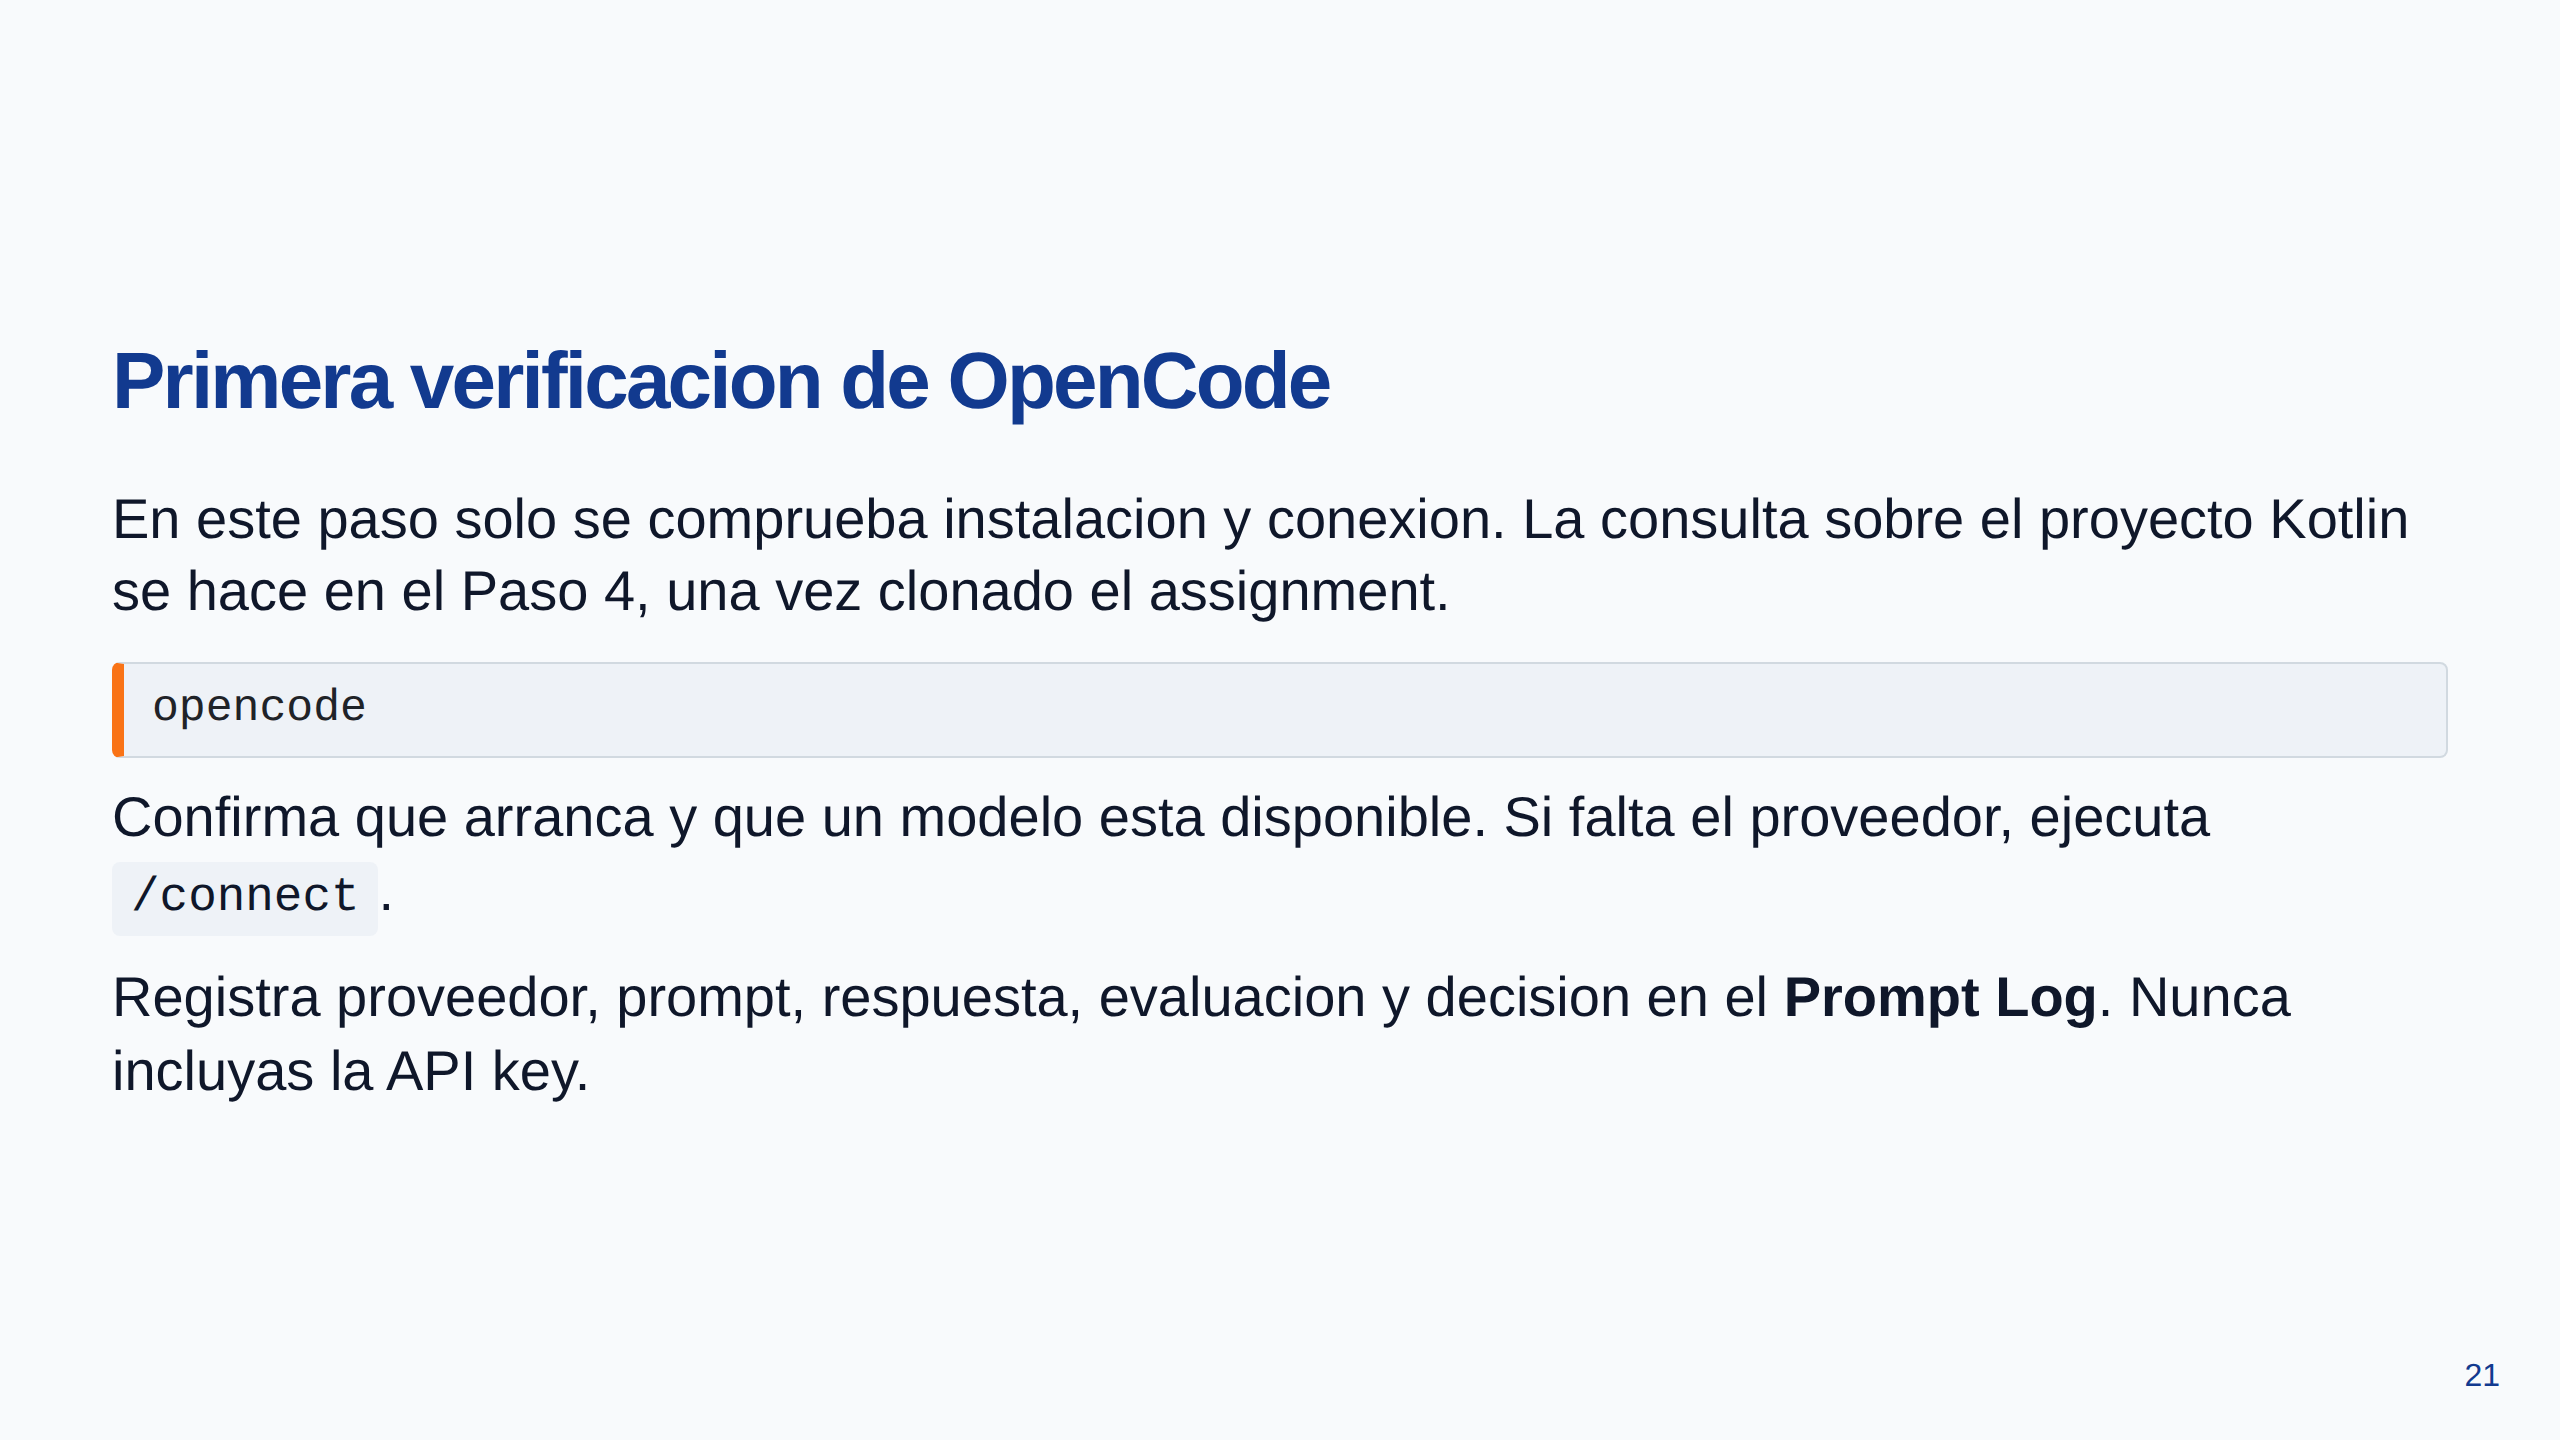 Primera verificacion de OpenCode
En este paso solo se comprueba instalacion y conexion. La consulta sobre el proyecto Kotlin
se hace en el Paso 4, una vez clonado el assignment.
opencode
Confirma que arranca y que un modelo esta disponible. Si falta el proveedor, ejecuta
/connect.
Registra proveedor, prompt, respuesta, evaluacion y decision en el Prompt Log. Nunca
incluyas la API key.
21